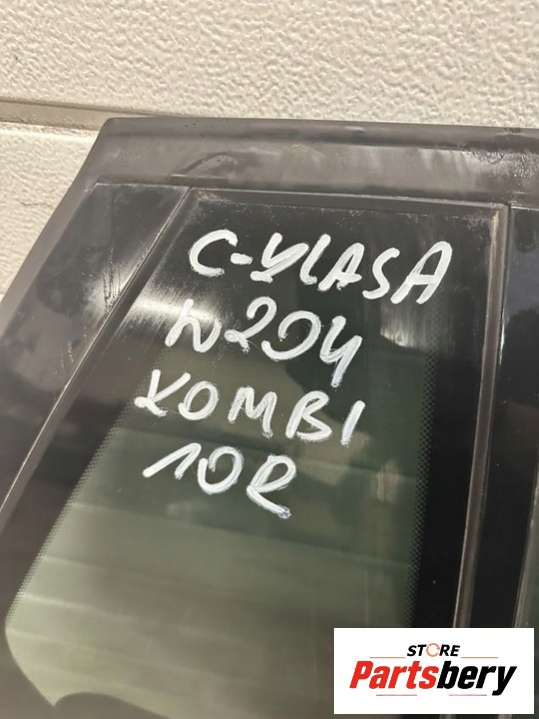 C-KLASA
W204
KOMBI
10R
STORE
Partsbery